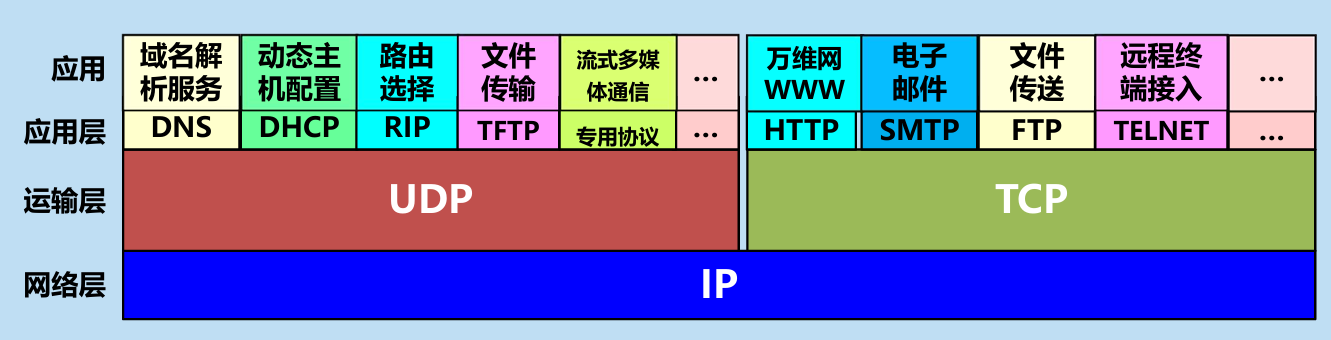 应用
域名解
析服务
动态主
机配置
路由
选择
文件
传输
流式多媒
体通信
...
万维网
WWW
电子
邮件
文件
传送
远程终
端接入
...
应用层
DNS
DHCP
RIP
TFTP
专用协议
...
HTTP
SMTP
FTP
TELNET
...
运输层
UDP
TCP
网络层
IP